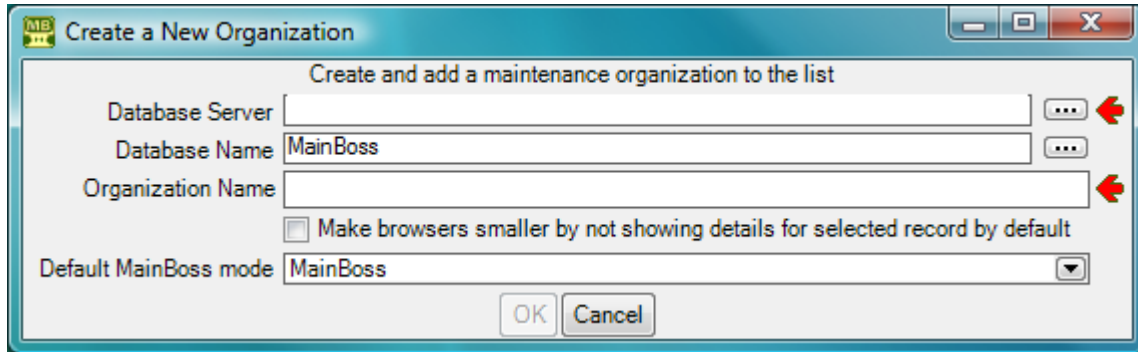 MB Create a New Organization
Create and add a maintenance organization to the list
Database Server ...
Database Name MainBoss ...
Organization Name
Make browsers smaller by not showing details for selected record by default
Default MainBoss mode MainBoss
OK Cancel